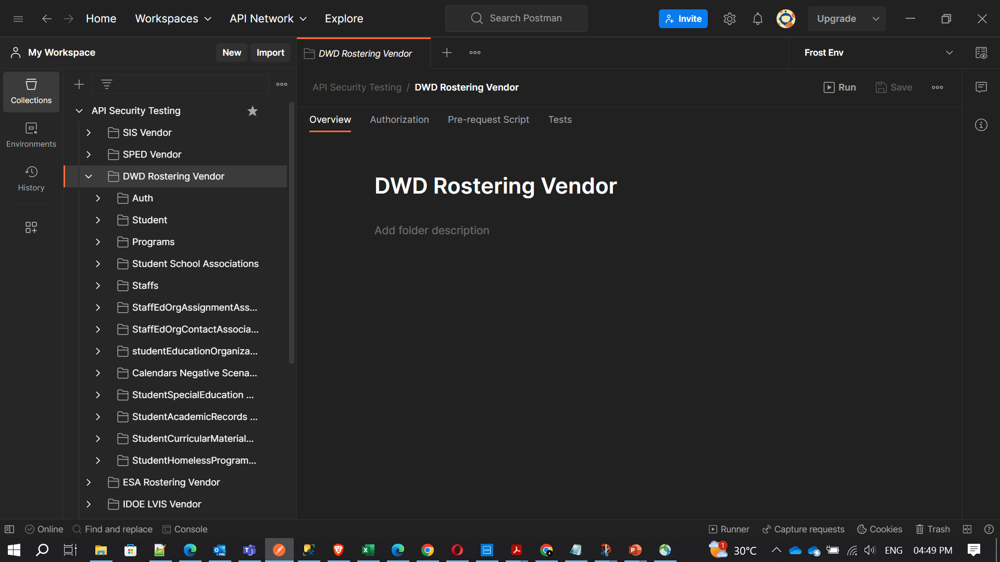 Home Workspaces API Network Explore Search Postman Invite Upgrade
My Workspace New Import DWD Rostering Vendor Frost Env
API Security Testing / DWD Rostering Vendor Run Save
Overview Authorization Pre-request Script Tests
DWD Rostering Vendor
Add folder description
Collections
Environments
History
API Security Testing
SIS Vendor
SPED Vendor
DWD Rostering Vendor
Auth
Student
Programs
Student School Associations
Staffs
StaffEdOrgAssignmentAss...
StaffEdOrgContactAssocia...
studentEducationOrganiza...
Calendars Negative Scena...
StudentSpecialEducation ...
StudentAcademicRecords ...
StudentCurricularMaterial...
StudentHomelessProgram...
ESA Rostering Vendor
IDOE LVIS Vendor
Online Find and replace Console Runner Capture requests Cookies Trash
1 30°C ENG 04:49 PM